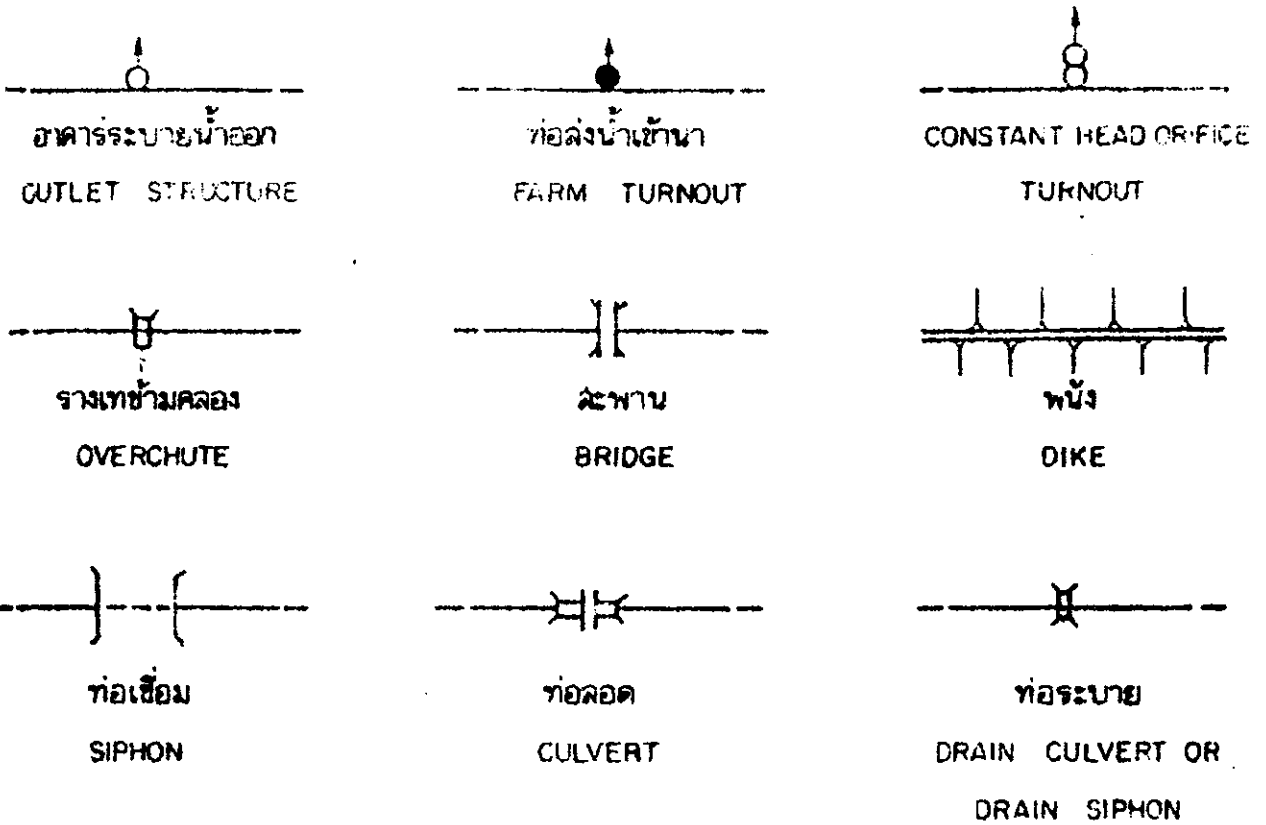 อาคารระบายน้ำออก
OUTLET STRUCTURE
ท่อส่งน้ำเข้านา
FARM TURNOUT
CONSTANT HEAD ORIFICE
TURNOUT
รางเทข้ามคลอง
OVERCHUTE
สะพาน
BRIDGE
พนัง
DIKE
ท่อเชื่อม
SIPHON
ท่อลอด
CULVERT
ท่อระบาย
DRAIN CULVERT OR
DRAIN SIPHON